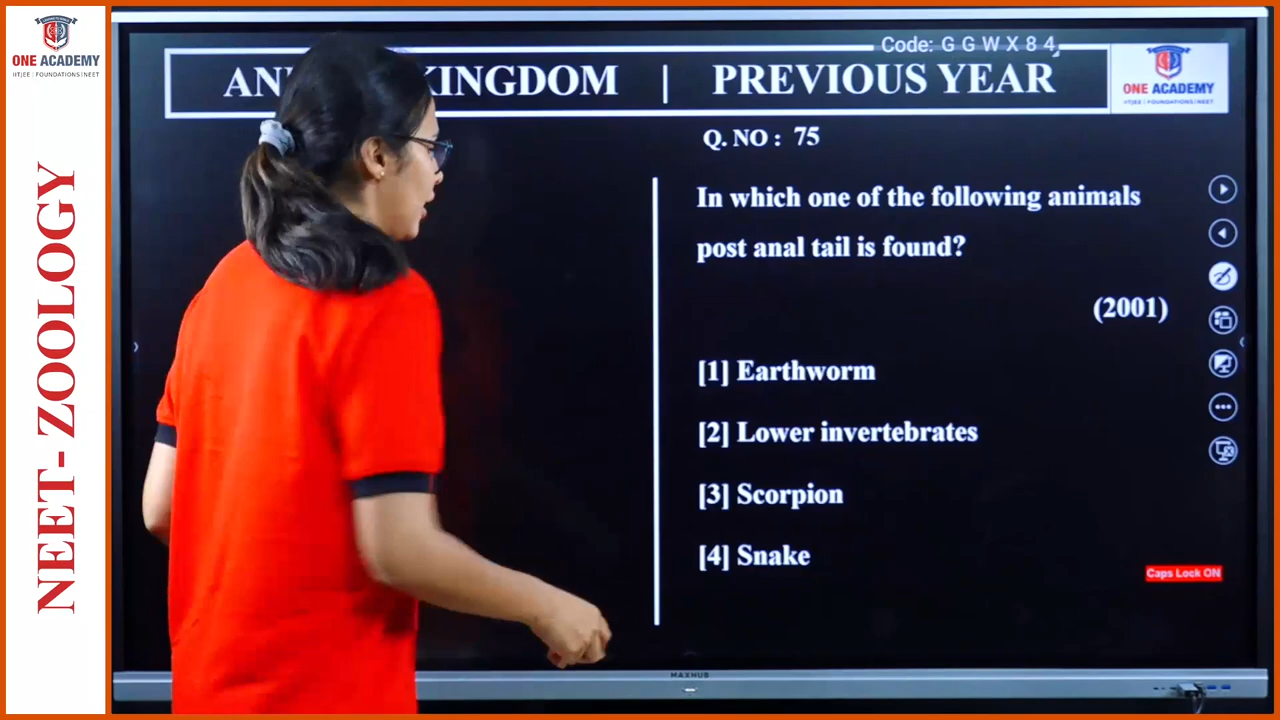 ONE ACADEMY
IIT|JEE | FOUNDATIONS | NEET
NEET- ZOOLOGY
Code: G G W X 8 4
KINGDOM | PREVIOUS YEAR
ONE ACADEMY
IIT|JEE | FOUNDATIONS | NEET
Q. NO : 75
In which one of the following animals
post anal tail is found?
(2001)
[1] Earthworm
[2] Lower invertebrates
[3] Scorpion
[4] Snake
Caps Lock ON
MAXHUB